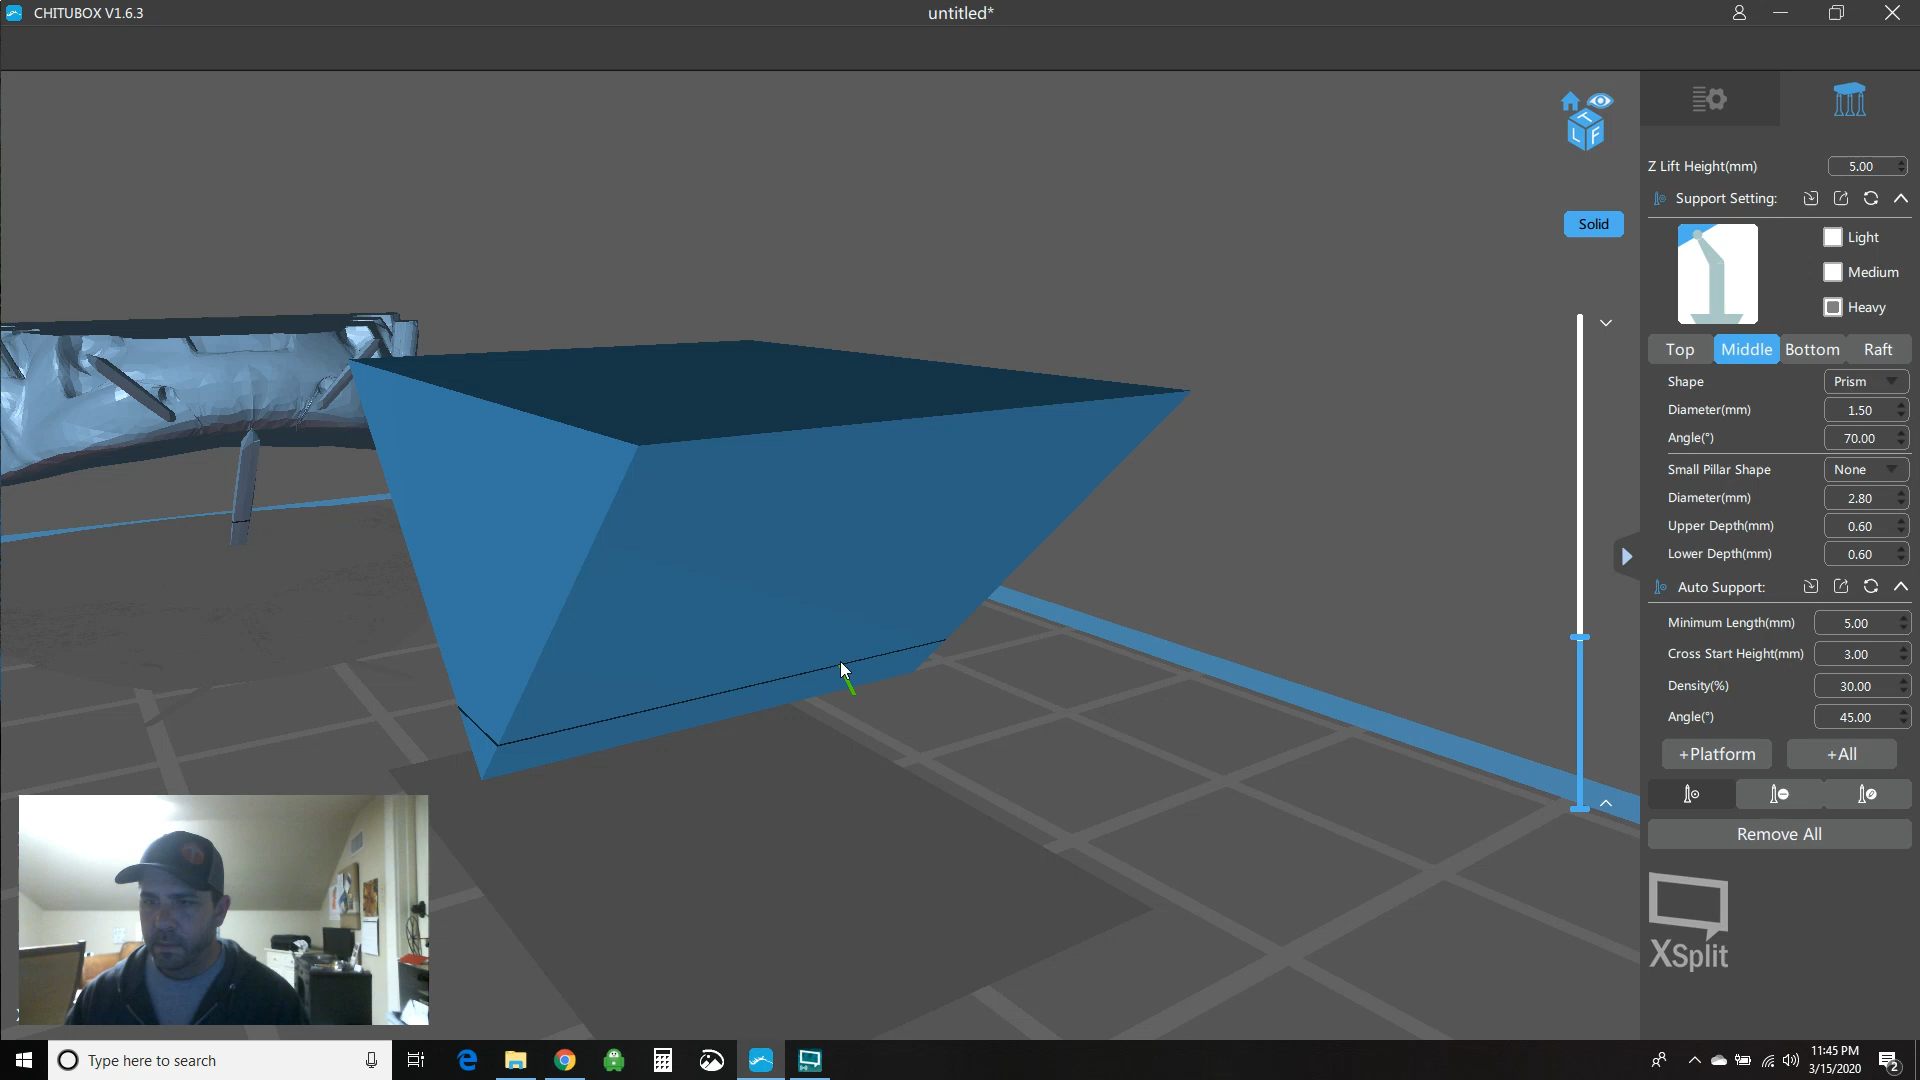 CHITUBOX V1.6.3
untitled*
T
L F
Solid
Z Lift Height(mm) 5.00
Support Setting:
Light
Medium
Heavy
Top Middle Bottom Raft
Shape Prism
Diameter(mm) 1.50
Angle(°) 70.00
Small Pillar Shape None
Diameter(mm) 2.80
Upper Depth(mm) 0.60
Lower Depth(mm) 0.60
Auto Support:
Minimum Length(mm) 5.00
Cross Start Height(mm) 3.00
Density(%) 30.00
Angle(°) 45.00
+Platform +All
Remove All
XSplit
Type here to search
11:45 PM
3/15/2020
2